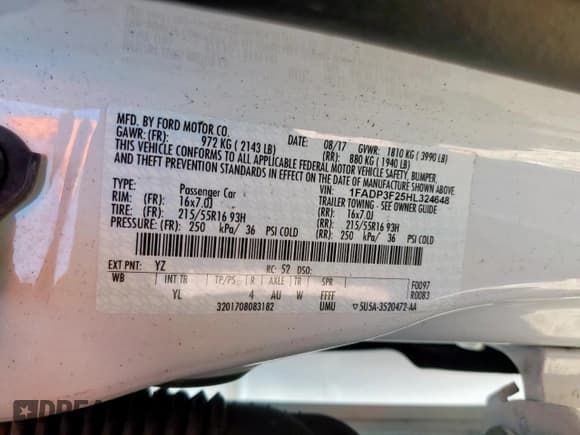 MFD. BY FORD MOTOR CO.
DATE: 08/17 GVWR: 1810 KG ( 3990 LB)
GAWR: (FR): 972 KG ( 2143 LB) (RR): 880 KG ( 1940 LB)
THIS VEHICLE CONFORMS TO ALL APPLICABLE FEDERAL MOTOR VEHICLE SAFETY, BUMPER,
AND THEFT PREVENTION STANDARDS IN EFFECT ON THE DATE OF MANUFACTURE SHOWN ABOVE.
VIN: 1FADP3F25HL324648
TYPE: Passenger Car TRAILER TOWING - SEE OWNER GUIDE
RIM: (FR): 16x7.0J (RR): 16x7.0J
TIRE: (FR): 215/55R16 93H (RR): 215/55R16 93H
PRESSURE: (FR): 250 kPa/ 36 PSI COLD (RR): 250 kPa/ 36 PSI COLD
EXT PNT: YZ RC: 52 DSO: F0097
WB INT TR TP/PS R AXLE TR SPR R0083
YL 4 AU W FFFF
3201708083182 UMU ▽5U5A-3520472-AA